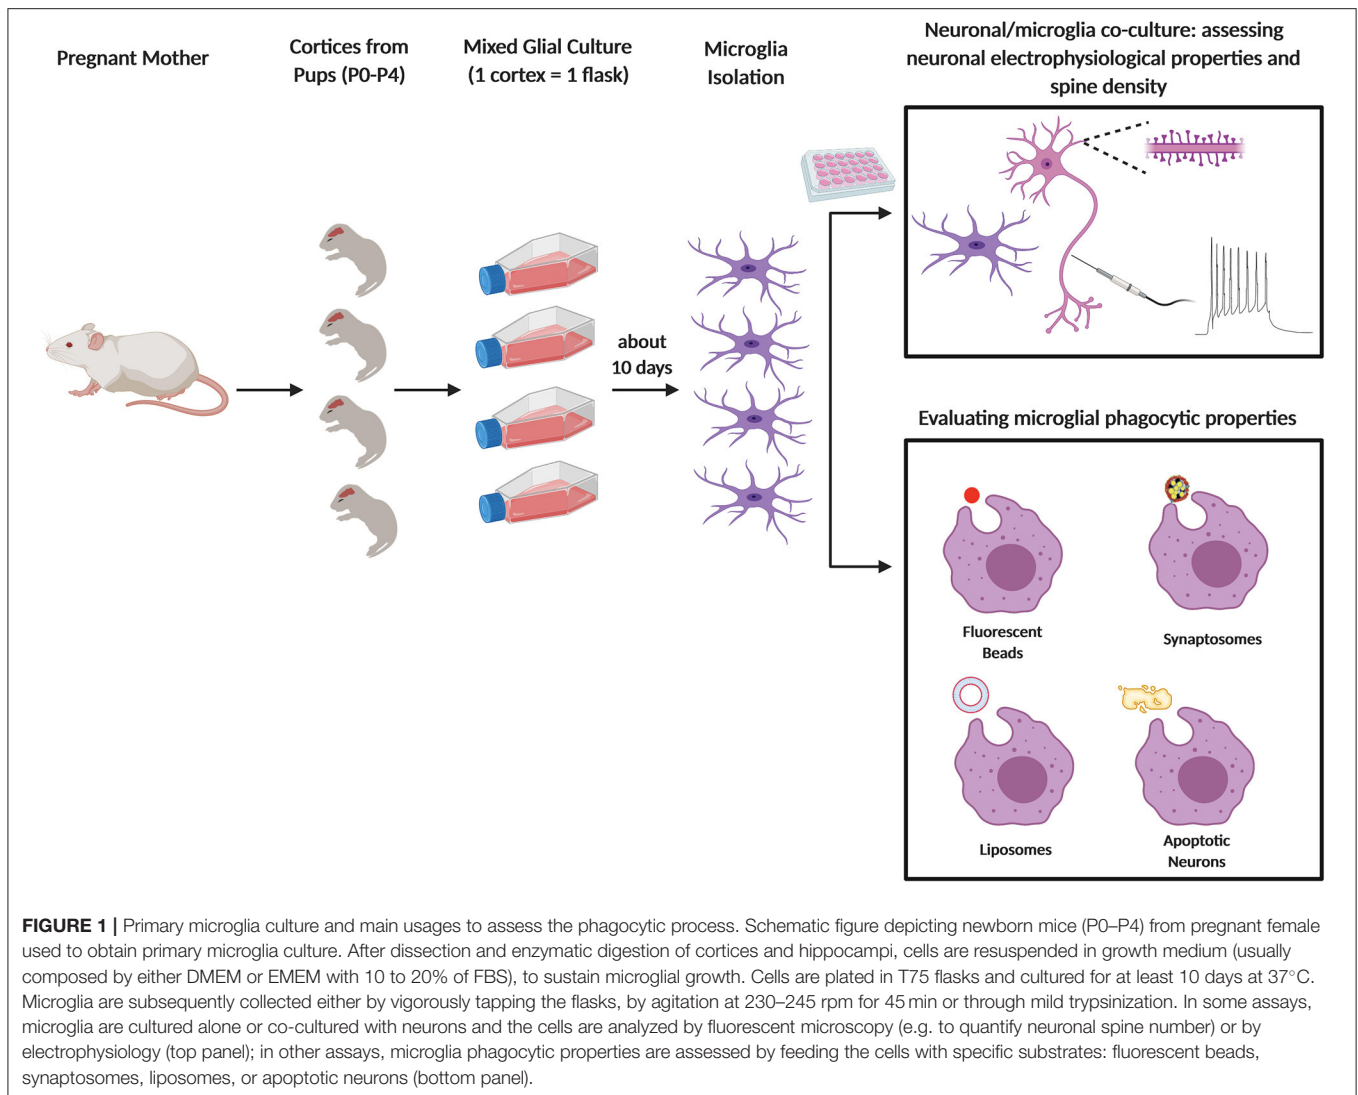 Pregnant Mother
Cortices from
Pups (P0-P4)
Mixed Glial Culture
(1 cortex = 1 flask)
about
10 days
Microglia
Isolation
Neuronal/microglia co-culture: assessing
neuronal electrophysiological properties and
spine density
Evaluating microglial phagocytic properties
Fluorescent
Beads
Synaptosomes
Liposomes
Apoptotic
Neurons
FIGURE 1 | Primary microglia culture and main usages to assess the phagocytic process. Schematic figure depicting newborn mice (P0–P4) from pregnant female
used to obtain primary microglia culture. After dissection and enzymatic digestion of cortices and hippocampi, cells are resuspended in growth medium (usually
composed by either DMEM or EMEM with 10 to 20% of FBS), to sustain microglial growth. Cells are plated in T75 flasks and cultured for at least 10 days at 37°C.
Microglia are subsequently collected either by vigorously tapping the flasks, by agitation at 230–245 rpm for 45 min or through mild trypsinization. In some assays,
microglia are cultured alone or co-cultured with neurons and the cells are analyzed by fluorescent microscopy (e.g. to quantify neuronal spine number) or by
electrophysiology (top panel); in other assays, microglia phagocytic properties are assessed by feeding the cells with specific substrates: fluorescent beads,
synaptosomes, liposomes, or apoptotic neurons (bottom panel).